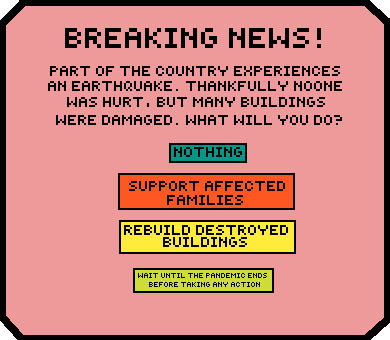 BREAKING NEWS!
PART OF THE COUNTRY EXPERIENCES
AN EARTHQUAKE. THANKFULLY NOONE
WAS HURT, BUT MANY BUILDINGS
WERE DAMAGED. WHAT WILL YOU DO?
NOTHING
SUPPORT AFFECTED
FAMILIES
REBUILD DESTROYED
BUILDINGS
WAIT UNTIL THE PANDEMIC ENDS
BEFORE TAKING ANY ACTION